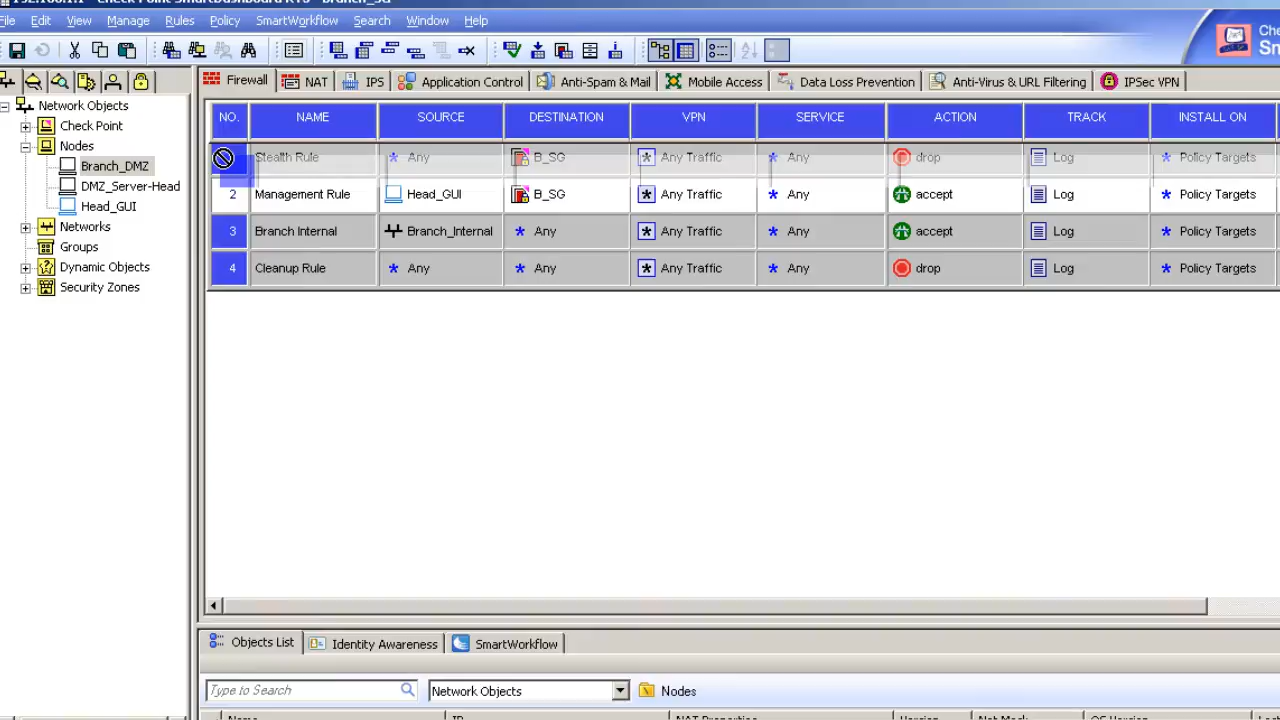 File Edit View Manage Rules Policy SmartWorkflow Search Window Help
Firewall NAT IPS Application Control Anti-Spam & Mail Mobile Access Data Loss Prevention Anti-Virus & URL Filtering IPSec VPN
Network Objects
Check Point
Nodes
Branch_DMZ
DMZ_Server-Head
Head_GUI
Networks
Groups
Dynamic Objects
Security Zones
NO. NAME SOURCE DESTINATION VPN SERVICE ACTION TRACK INSTALL ON
Stealth Rule Any B_SG Any Traffic Any drop Log Policy Targets
2 Management Rule Head_GUI B_SG Any Traffic Any accept Log Policy Targets
3 Branch Internal Branch_Internal Any Any Traffic Any accept Log Policy Targets
4 Cleanup Rule Any Any Any Traffic Any drop Log Policy Targets
Objects List Identity Awareness SmartWorkflow
Type to Search Network Objects Nodes